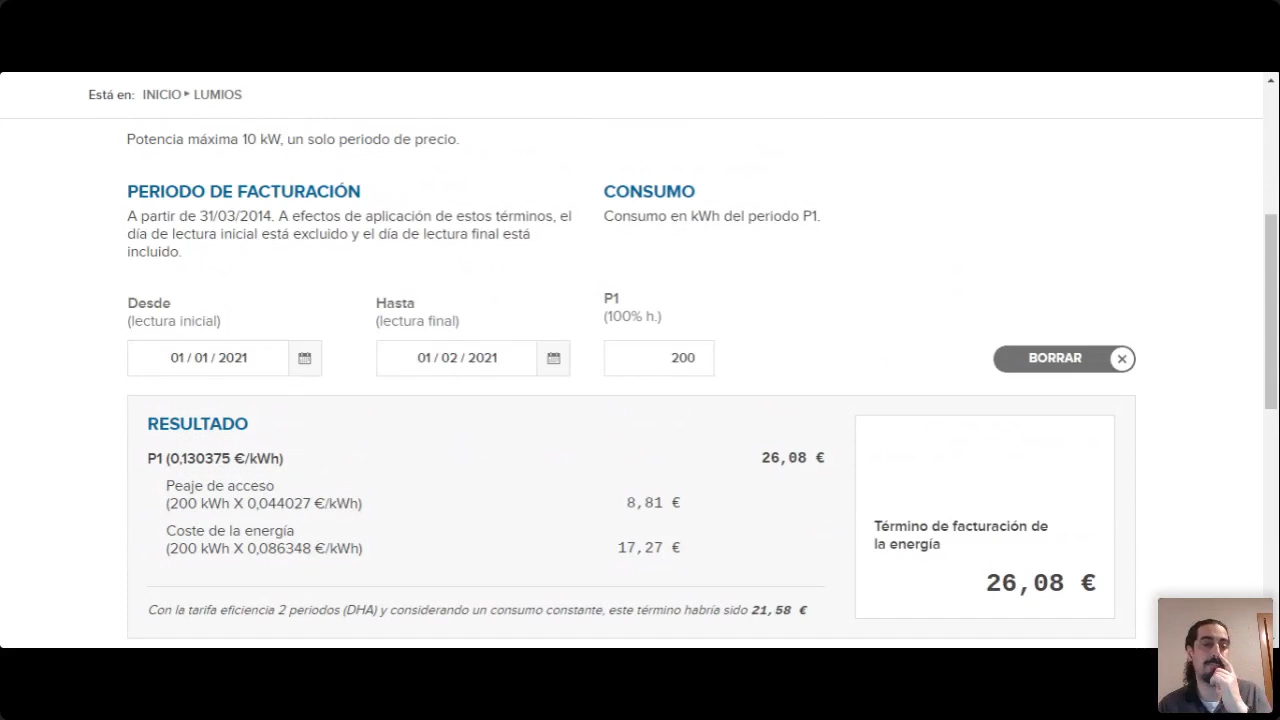 Está en: INICIO ▸ LUMIOS
Potencia máxima 10 kW, un solo periodo de precio.
PERIODO DE FACTURACIÓN
A partir de 31/03/2014. A efectos de aplicación de estos términos, el
día de lectura inicial está excluido y el día de lectura final está
incluido.
CONSUMO
Consumo en kWh del periodo P1.
Desde
(lectura inicial)
01 / 01 / 2021
Hasta
(lectura final)
01 / 02 / 2021
P1
(100% h.)
200
BORRAR
RESULTADO
P1 (0,130375 €/kWh) 26,08 €
Peaje de acceso
(200 kWh X 0,044027 €/kWh) 8,81 €
Coste de la energía
(200 kWh X 0,086348 €/kWh) 17,27 €
Con la tarifa eficiencia 2 periodos (DHA) y considerando un consumo constante, este término habría sido 21,58 €
Término de facturación de
la energía
26,08 €